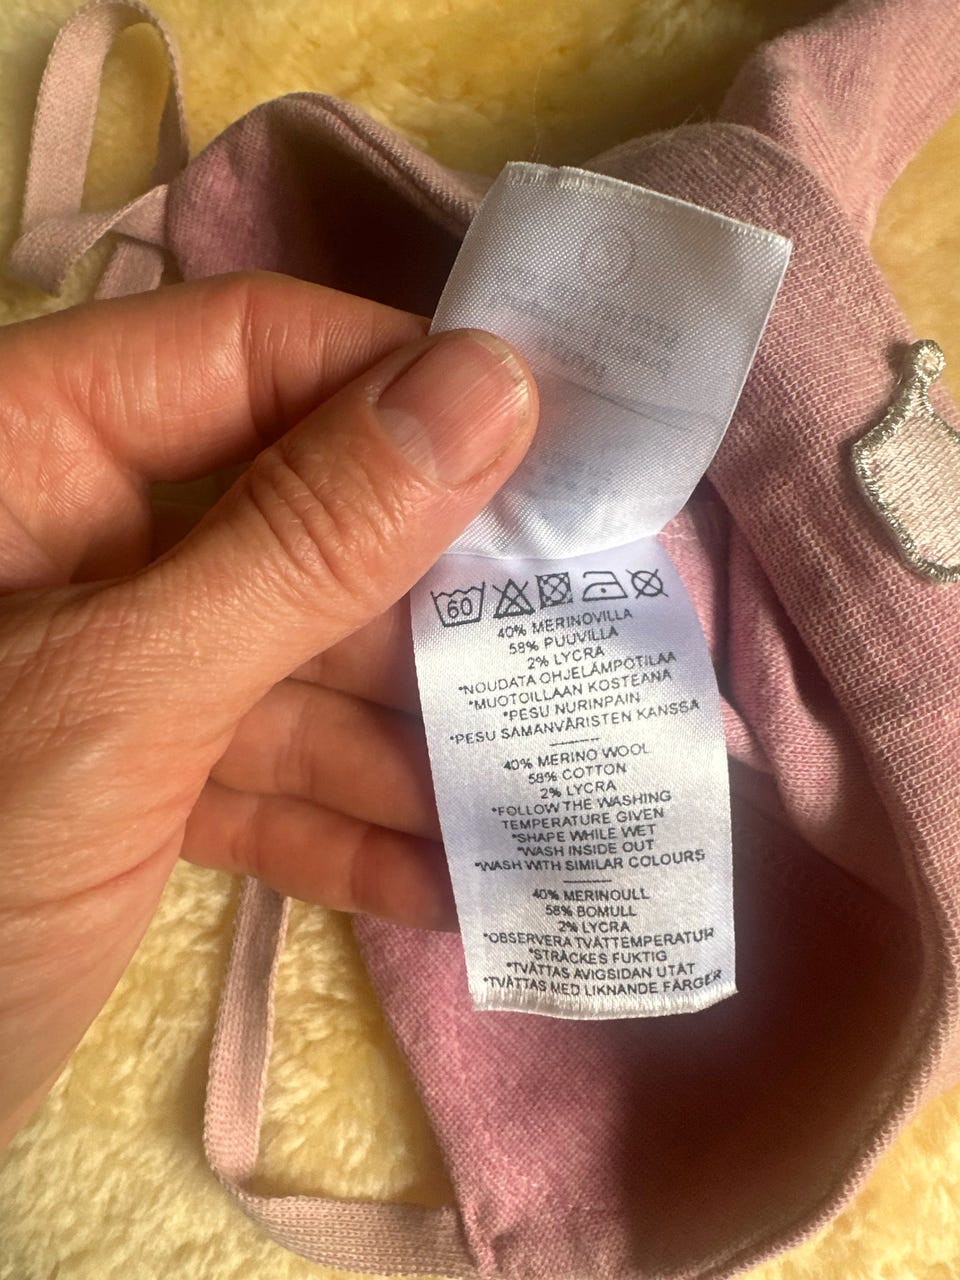 60
40% MERINOVILLA
58% PUUVILLA
2% LYCRA
*NOUDATA OHJELÄMPÖTILAA
*MUOTOILLAAN KOSTEANA
*PESU NURINPÄIN
*PESU SAMANVÄRISTEN KANSSA
40% MERINO WOOL
58% COTTON
2% LYCRA
*FOLLOW THE WASHING
TEMPERATURE GIVEN
*SHAPE WHILE WET
*WASH INSIDE OUT
*WASH WITH SIMILAR COLOURS
40% MERINOULL
58% BOMULL
2% LYCRA
*OBSERVERA TVÄTTEMPERATUR
*STRÄCKES FUKTIG
*TVÄTTAS AVIGSIDAN UTÅT
*TVÄTTAS MED LIKNANDE FÄRGER